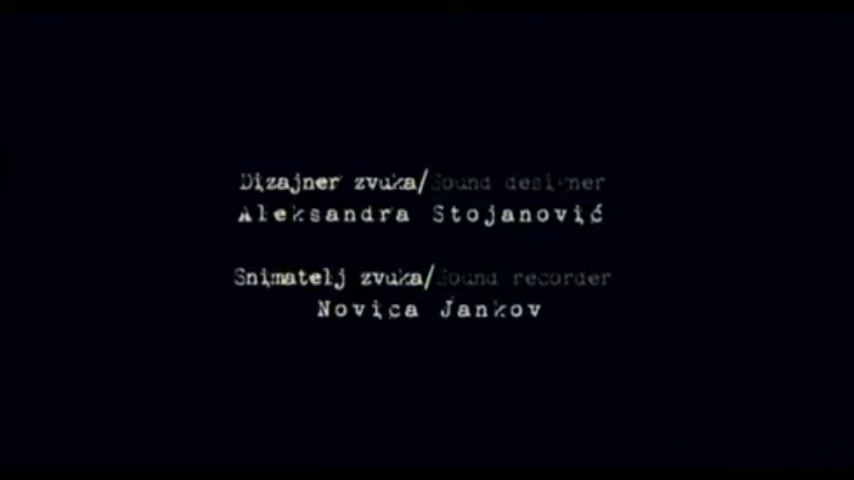 Dizajner zvuka/Sound designer
Aleksandra Stojanović
Snimatelj zvuka/Sound recorder
Novica Jankov